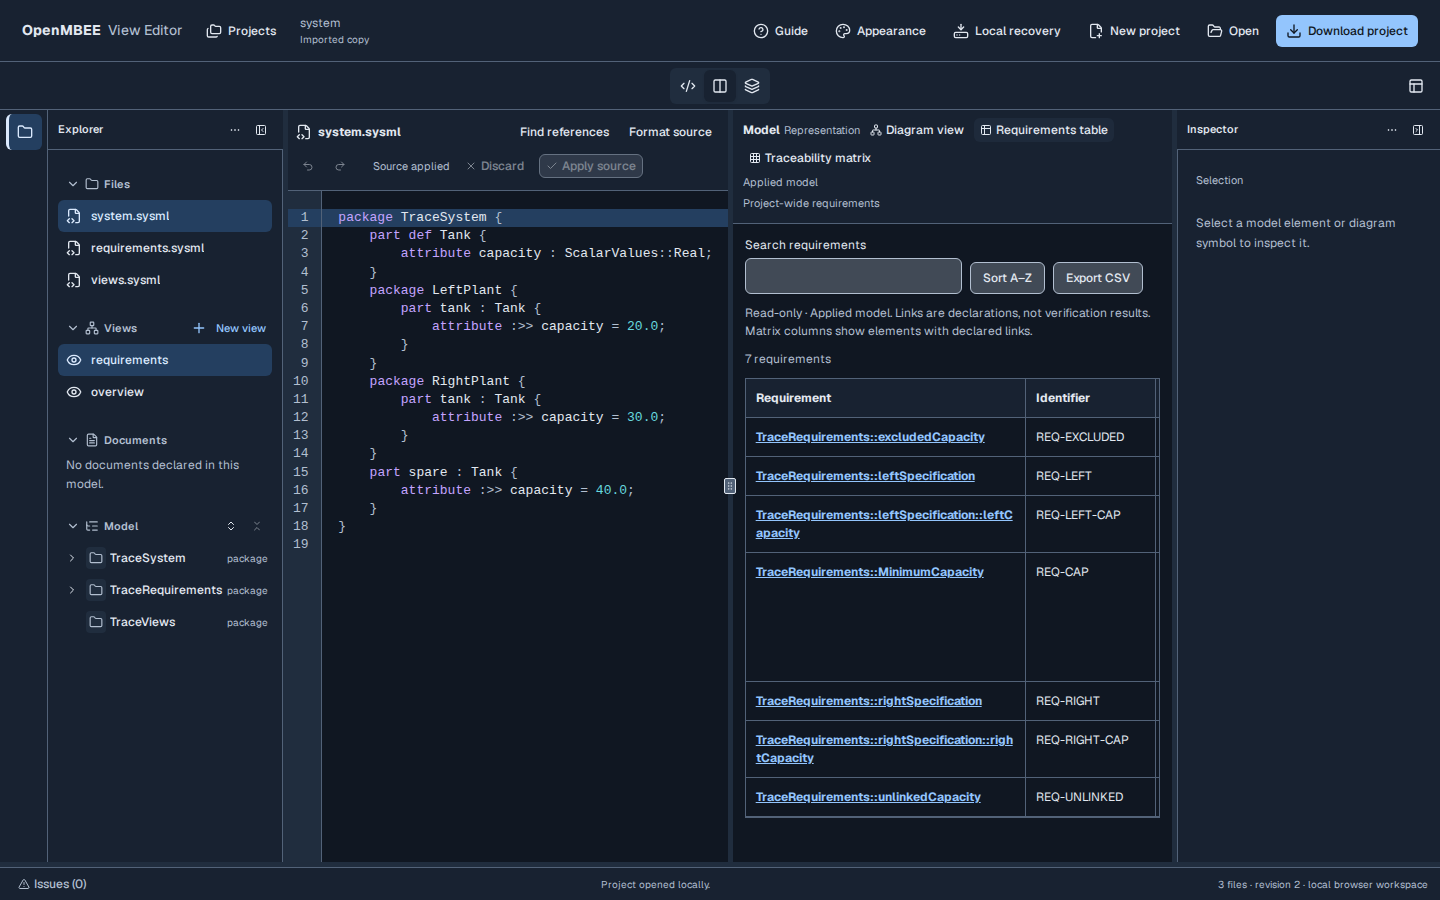 OpenMBEE View Editor
Projects
system
Imported copy
Guide
Appearance
Local recovery
New project
Open
Download project
Explorer
Files
system.sysml
requirements.sysml
views.sysml
Views
New view
requirements
overview
Documents
No documents declared in this
model.
Model
TraceSystem package
TraceRequirements package
TraceViews package
system.sysml
Find references
Format source
Source applied
Discard
Apply source
1 package TraceSystem {
2 part def Tank {
3 attribute capacity : ScalarValues::Real;
4 }
5 package LeftPlant {
6 part tank : Tank {
7 attribute :>> capacity = 20.0;
8 }
9 }
10 package RightPlant {
11 part tank : Tank {
12 attribute :>> capacity = 30.0;
13 }
14 }
15 part spare : Tank {
16 attribute :>> capacity = 40.0;
17 }
18 }
19
Model Representation
Diagram view
Requirements table
Traceability matrix
Applied model
Project-wide requirements
Search requirements
Sort A–Z
Export CSV
Read-only · Applied model. Links are declarations, not verification results.
Matrix columns show elements with declared links.
7 requirements
Requirement Identifier
TraceRequirements::excludedCapacity REQ-EXCLUDED
TraceRequirements::leftSpecification REQ-LEFT
TraceRequirements::leftSpecification::leftC REQ-LEFT-CAP
apacity
TraceRequirements::MinimumCapacity REQ-CAP
TraceRequirements::rightSpecification REQ-RIGHT
TraceRequirements::rightSpecification::righ REQ-RIGHT-CAP
tCapacity
TraceRequirements::unlinkedCapacity REQ-UNLINKED
Inspector
Selection
Select a model element or diagram
symbol to inspect it.
Issues (0)
Project opened locally.
3 files · revision 2 · local browser workspace